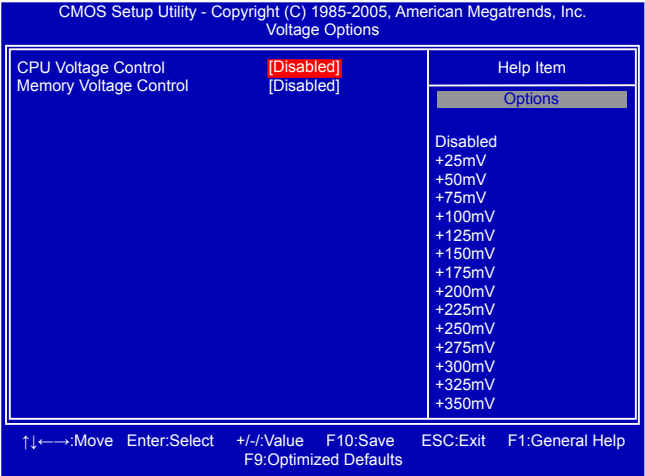 CMOS Setup Utility - Copyright (C) 1985-2005, American Megatrends, Inc.
Voltage Options
CPU Voltage Control [Disabled]
Memory Voltage Control [Disabled]
Help Item
Options
Disabled
+25mV
+50mV
+75mV
+100mV
+125mV
+150mV
+175mV
+200mV
+225mV
+250mV
+275mV
+300mV
+325mV
+350mV
↑↓←→:Move Enter:Select +/-/:Value F10:Save ESC:Exit F1:General Help
F9:Optimized Defaults